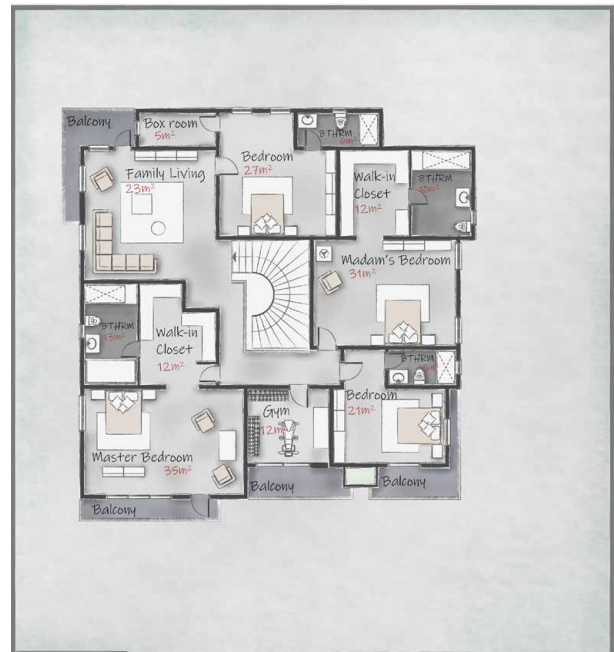 Balcony
Box room
5m²
BTHRM
Bedroom
27m²
Family Living
23m²
Walk-in
Closet
12m²
BTHRM
10m²
Madam's Bedroom
31m²
BTHRM
13m²
Walk-in
Closet
12m²
BTHRM
Bedroom
21m²
Gym
12m²
Master Bedroom
35m²
Balcony
Balcony
Balcony